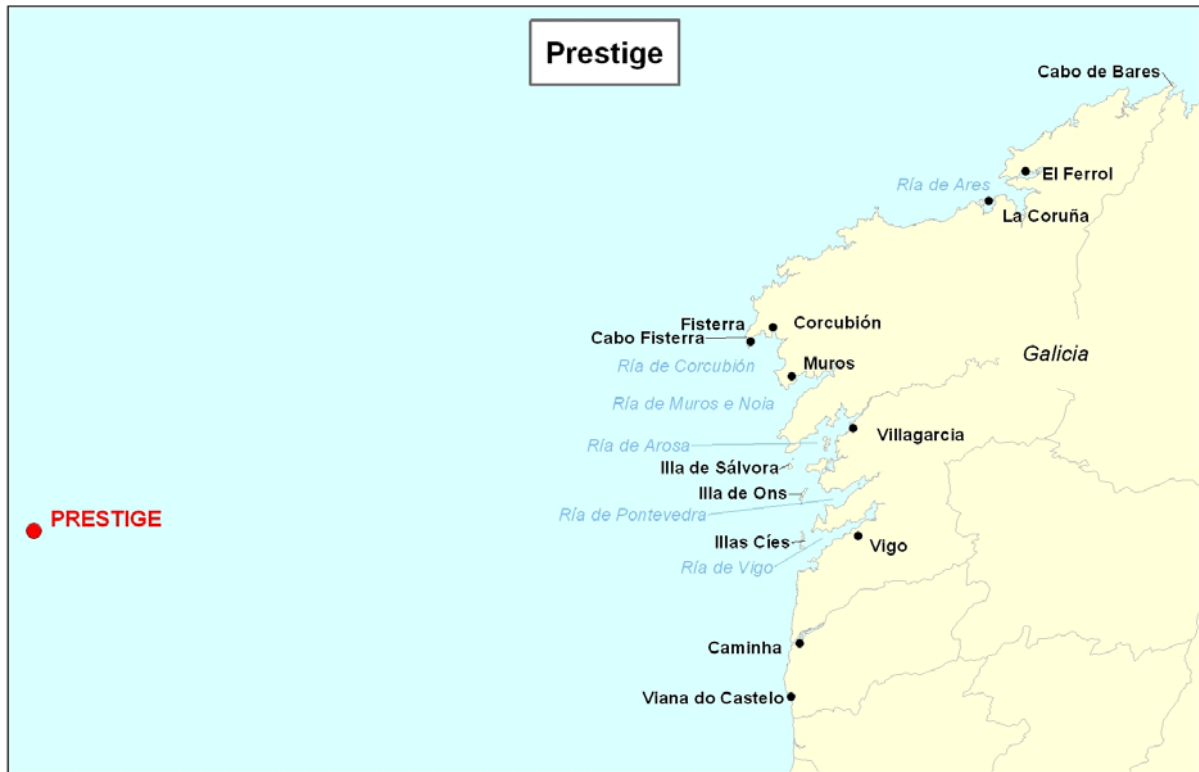 Prestige
Cabo de Bares
El Ferrol
Ría de Ares
La Coruña
Fisterra
Corcubión
Cabo Fisterra
Galicia
Ría de Corcubión
Muros
Ría de Muros e Noia
Villagarcia
Ría de Arosa
Illa de Sálvora
Illa de Ons
Ría de Pontevedra
PRESTIGE
Illas Cíes
Vigo
Ría de Vigo
Caminha
Viana do Castelo